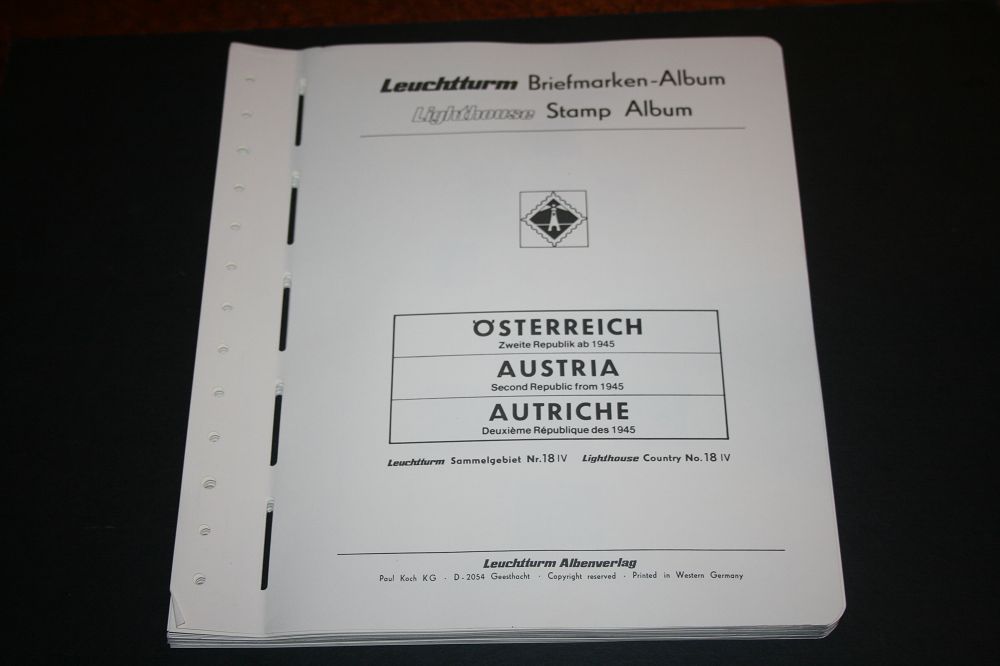 Leuchtturm Briefmarken-Album
Lighthouse Stamp Album
ÖSTERREICH
Zweite Republik ab 1945
AUSTRIA
Second Republic from 1945
AUTRICHE
Deuxième République des 1945
Leuchtturm Sammelgebiet Nr. 18 IV Lighthouse Country No. 18 IV
Leuchtturm Albenverlag
Paul Koch KG · D-2054 Geesthacht · Copyright reserved · Printed in Western Germany